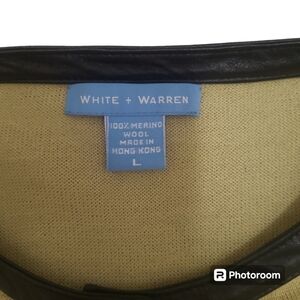 WHITE + WARREN
100% MERINO
WOOL
MADE IN
HONG KONG
L
Photoroom